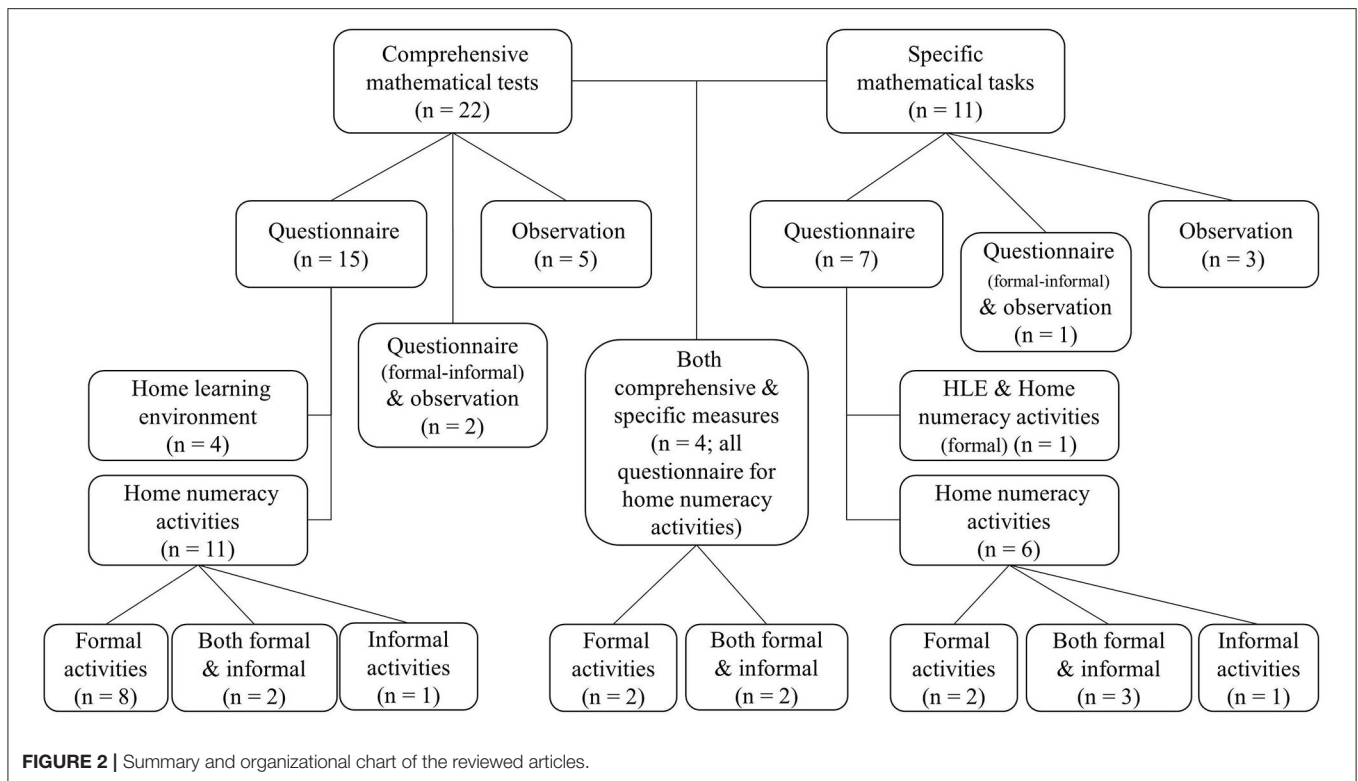 Comprehensive
mathematical tests
(n = 22)
Specific
mathematical tasks
(n = 11)
Questionnaire
(n = 15)
Observation
(n = 5)
Questionnaire
(n = 7)
Questionnaire
(formal-informal)
& observation
(n = 1)
Observation
(n = 3)
Questionnaire
(formal-informal)
& observation
(n = 2)
Both
comprehensive &
specific measures
(n = 4; all
questionnaire for
home numeracy
activities)
Home learning
environment
(n = 4)
HLE & Home
numeracy activities
(formal) (n = 1)
Home numeracy
activities
(n = 11)
Home numeracy
activities
(n = 6)
Formal
activities
(n = 8)
Both formal
& informal
(n = 2)
Informal
activities
(n = 1)
Formal
activities
(n = 2)
Both formal
& informal
(n = 2)
Formal
activities
(n = 2)
Both formal
& informal
(n = 3)
Informal
activities
(n = 1)
FIGURE 2 | Summary and organizational chart of the reviewed articles.